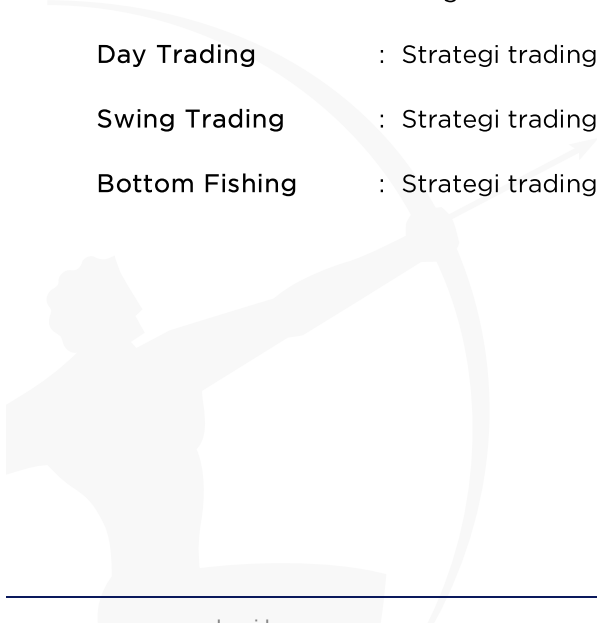 Day Trading : Strategi trading
Swing Trading : Strategi trading
Bottom Fishing : Strategi trading